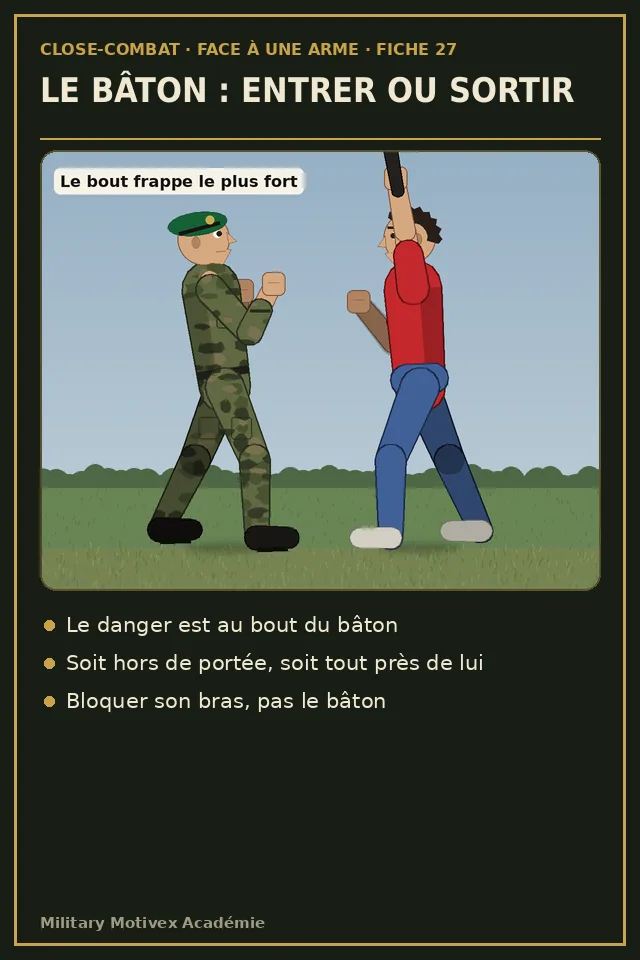 CLOSE-COMBAT · FACE À UNE ARME · FICHE 27
LE BÂTON : ENTRER OU SORTIR
Le bout frappe le plus fort
Le danger est au bout du bâton
Soit hors de portée, soit tout près de lui
Bloquer son bras, pas le bâton
Military Motivex Académie